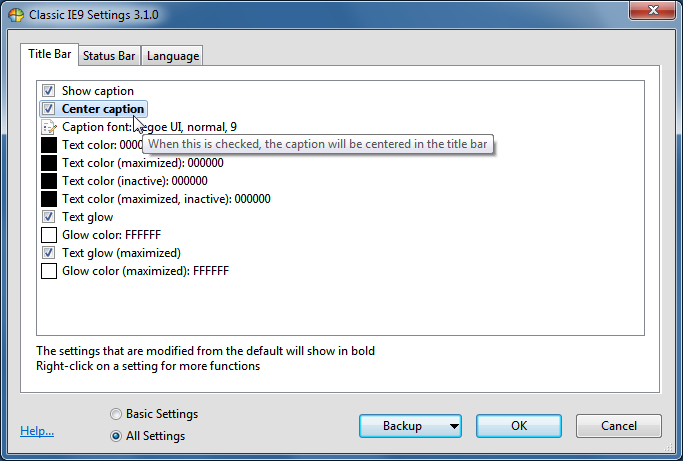 Classic IE9 Settings 3.1.0
Title Bar
Status Bar
Language
Show caption
Center caption
Caption font: egoe UI, normal, 9
When this is checked, the caption will be centered in the title bar
Text color: 0000
Text color (maximized): 000000
Text color (inactive): 000000
Text color (maximized, inactive): 000000
Text glow
Glow color: FFFFFF
Text glow (maximized)
Glow color (maximized): FFFFFF
The settings that are modified from the default will show in bold
Right-click on a setting for more functions
Help...
Basic Settings
All Settings
Backup
OK
Cancel